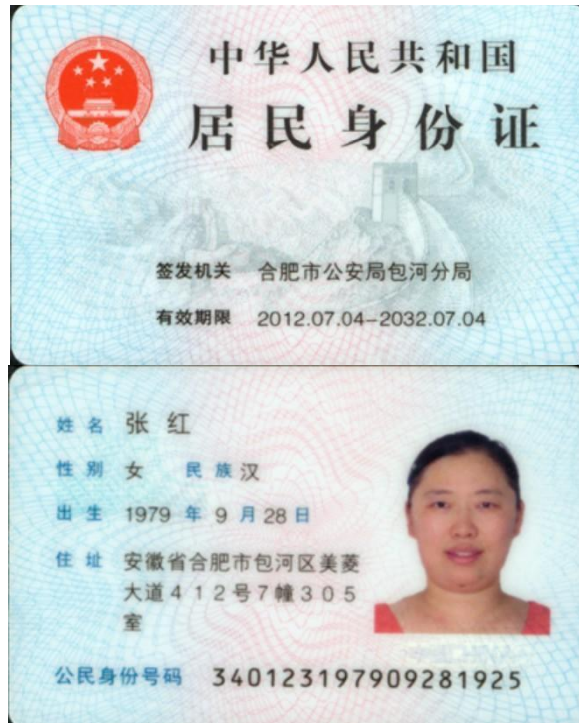 中华人民共和国
居民身份证
签发机关 合肥市公安局包河分局
有效期限 2012.07.04-2032.07.04
姓名 张红
性别 女 民族 汉
出生 1979 年 9 月 28 日
住址 安徽省合肥市包河区美菱
大道412号7幢305
室
公民身份号码 340123197909281925